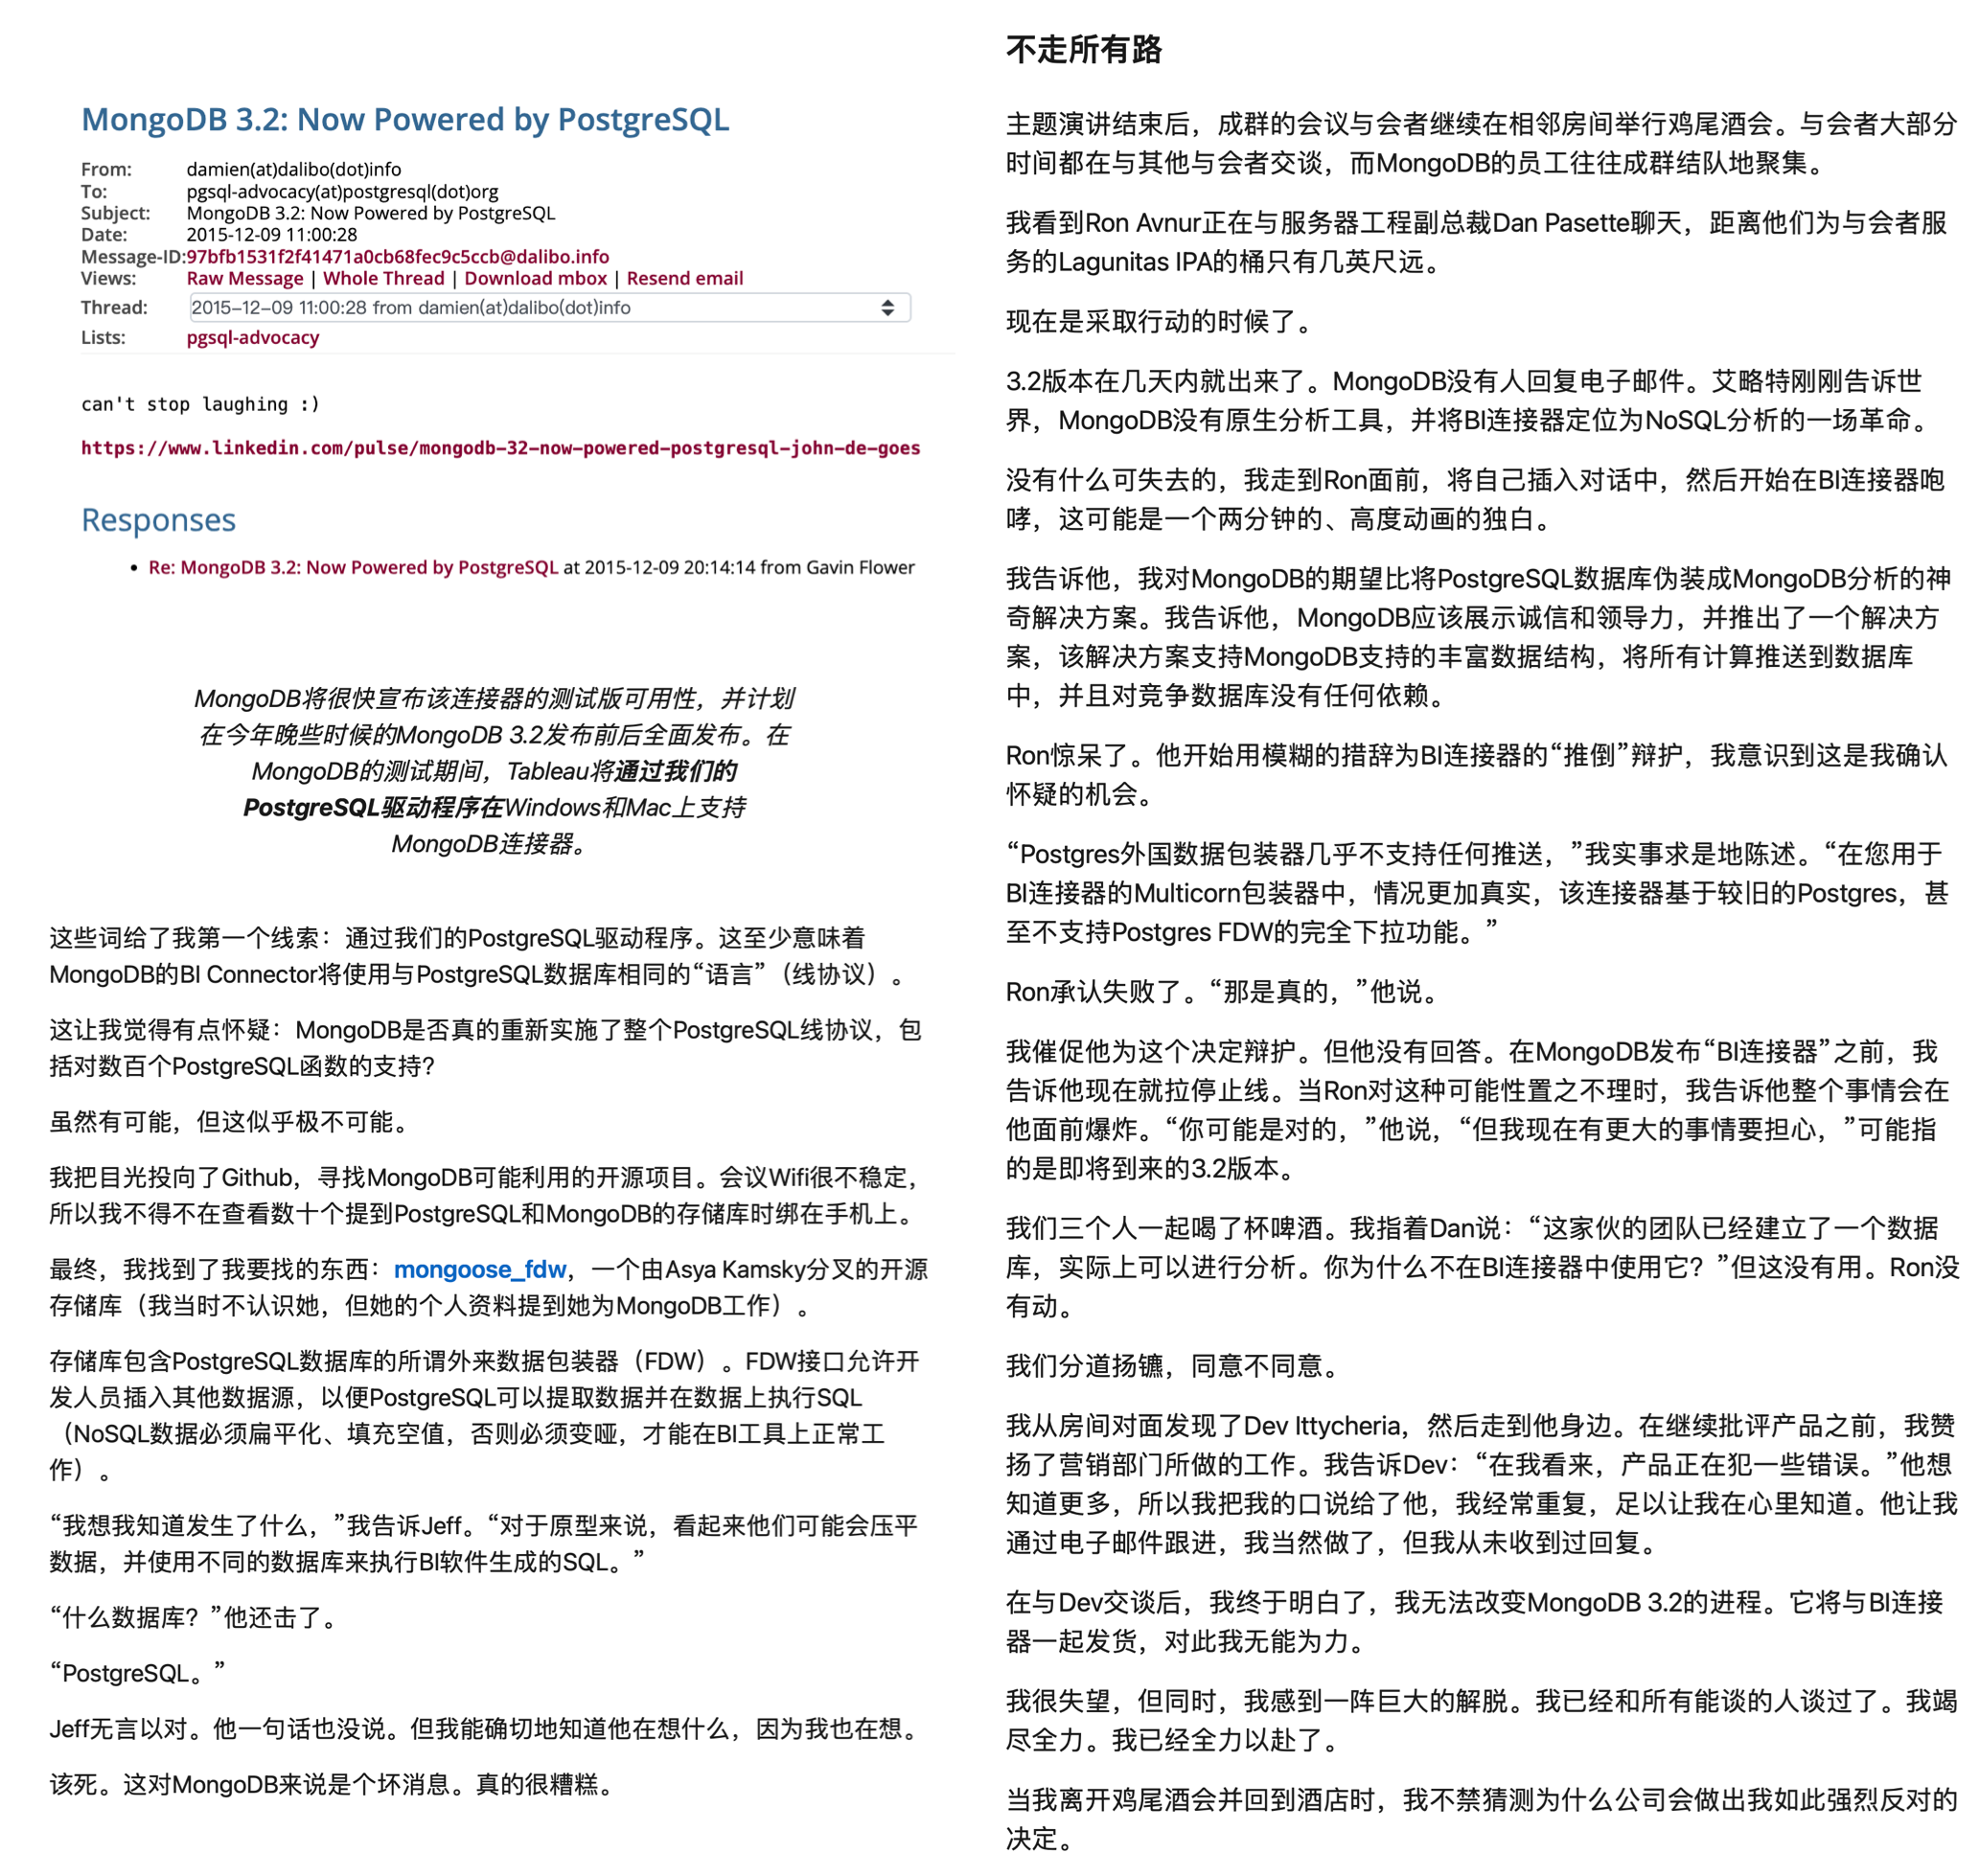 MongoDB 3.2: Now Powered by PostgreSQL
From: damien(at)dalibo(dot)info
To: pgsql-advocacy(at)postgresql(dot)org
Subject: MongoDB 3.2: Now Powered by PostgreSQL
Date: 2015-12-09 11:00:28
Message-ID:97bfb1531f2f41471a0cb68fec9c5ccb@dalibo.info
Views: Raw Message | Whole Thread | Download mbox | Resend email
Thread: 2015-12-09 11:00:28 from damien(at)dalibo(dot)info
Lists: pgsql-advocacy
can't stop laughing :)
https://www.linkedin.com/pulse/mongodb-32-now-powered-postgresql-john-de-goes
Responses
• Re: MongoDB 3.2: Now Powered by PostgreSQL at 2015-12-09 20:14:14 from Gavin Flower
MongoDB将很快宣布该连接器的测试版可用性，并计划
在今年晚些时候的MongoDB 3.2发布前后全面发布。在
MongoDB的测试期间，Tableau将通过我们的
PostgreSQL驱动程序在Windows和Mac上支持
MongoDB连接器。
这些词给了我第一个线索：通过我们的PostgreSQL驱动程序。这至少意味着
MongoDB的BI Connector将使用与PostgreSQL数据库相同的“语言”（线协议）。
这让我觉得有点怀疑：MongoDB是否真的重新实施了整个PostgreSQL线协议，包
括对数百个PostgreSQL函数的支持？
虽然有可能，但这似乎极不可能。
我把目光投向了Github，寻找MongoDB可能利用的开源项目。会议Wifi很不稳定，
所以我不得不在查看数十个提到PostgreSQL和MongoDB的存储库时绑在手机上。
最终，我找到了我要找的东西：mongoose_fdw，一个由Asya Kamsky分叉的开源
存储库（我当时不认识她，但她的个人资料提到她为MongoDB工作）。
存储库包含PostgreSQL数据库的所谓外来数据包装器（FDW）。FDW接口允许开
发人员插入其他数据源，以便PostgreSQL可以提取数据并在数据上执行SQL
（NoSQL数据必须扁平化、填充空值，否则必须变哑，才能在BI工具上正常工
作）。
“我想我知道发生了什么，”我告诉Jeff。“对于原型来说，看起来他们可能会压平
数据，并使用不同的数据库来执行BI软件生成的SQL。”
“什么数据库？”他还击了。
“PostgreSQL。”
Jeff无言以对。他一句话也没说。但我能确切地知道他在想什么，因为我也在想。
该死。这对MongoDB来说是个坏消息。真的很糟糕。
不走所有路
主题演讲结束后，成群的会议与会者继续在相邻房间举行鸡尾酒会。与会者大部分
时间都在与其他与会者交谈，而MongoDB的员工往往成群结队地聚集。
我看到Ron Avnur正在与服务器工程副总裁Dan Pasette聊天，距离他们为与会者服
务的Lagunitas IPA的桶只有几英尺远。
现在是采取行动的时候了。
3.2版本在几天内就出来了。MongoDB没有人回复电子邮件。艾略特刚刚告诉世
界，MongoDB没有原生分析工具，并将BI连接器定位为NoSQL分析的一场革命。
没有什么可失去的，我走到Ron面前，将自己插入对话中，然后开始在BI连接器咆
哮，这可能是一个两分钟的、高度动画的独白。
我告诉他，我对MongoDB的期望比将PostgreSQL数据库伪装成MongoDB分析的神
奇解决方案。我告诉他，MongoDB应该展示诚信和领导力，并推出了一个解决方
案，该解决方案支持MongoDB支持的丰富数据结构，将所有计算推送到数据库
中，并且对竞争数据库没有任何依赖。
Ron惊呆了。他开始用模糊的措辞为BI连接器的“推倒”辩护，我意识到这是我确认
怀疑的机会。
“Postgres外国数据包装器几乎不支持任何推送，”我实事求是地陈述。“在您用于
BI连接器的Multicorn包装器中，情况更加真实，该连接器基于较旧的Postgres，甚
至不支持Postgres FDW的完全下拉功能。”
Ron承认失败了。“那是真的，”他说。
我催促他为这个决定辩护。但他没有回答。在MongoDB发布“BI连接器”之前，我
告诉他现在就拉停止线。当Ron对这种可能性置之不理时，我告诉他整个事情会在
他面前爆炸。“你可能是对的，”他说，“但我现在有更大的事情要担心，”可能指
的是即将到来的3.2版本。
我们三个人一起喝了杯啤酒。我指着Dan说：“这家伙的团队已经建立了一个数据
库，实际上可以进行分析。你为什么不在BI连接器中使用它？”但这没有用。Ron没
有动。
我们分道扬镳，同意不同意。
我从房间对面发现了Dev Ittycheria，然后走到他身边。在继续批评产品之前，我赞
扬了营销部门所做的工作。我告诉Dev：“在我看来，产品正在犯一些错误。”他想
知道更多，所以我把我的口说给了他，我经常重复，足以让我在心里知道。他让我
通过电子邮件跟进，我当然做了，但我从未收到过回复。
在与Dev交谈后，我终于明白了，我无法改变MongoDB 3.2的进程。它将与BI连接
器一起发货，对此我无能为力。
我很失望，但同时，我感到一阵巨大的解脱。我已经和所有能谈的人谈过了。我竭
尽全力。我已经全力以赴了。
当我离开鸡尾酒会并回到酒店时，我不禁猜测为什么公司会做出我如此强烈反对的
决定。